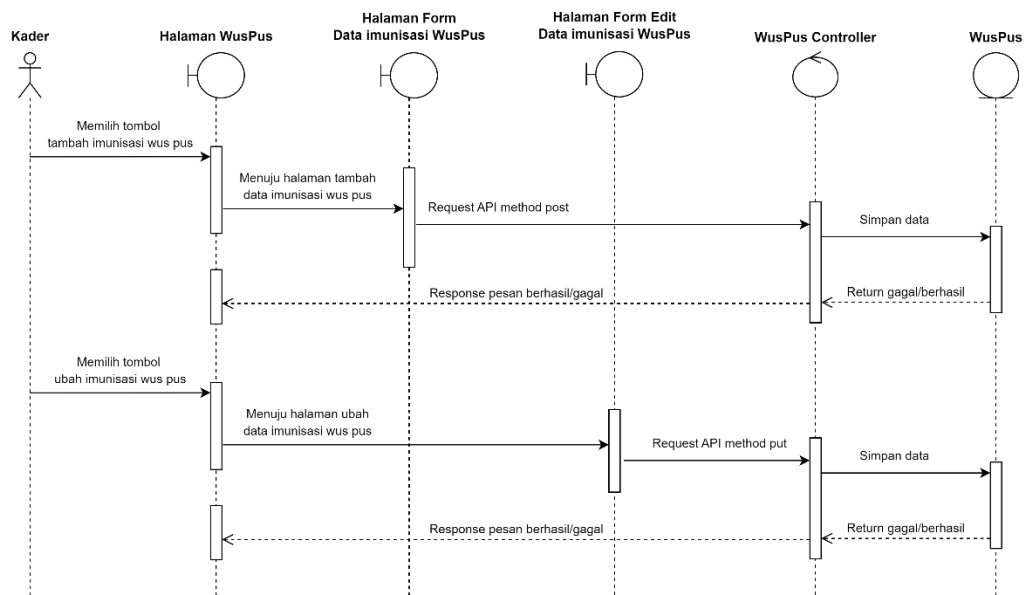 Kader
Halaman WusPus
Halaman Form
Data imunisasi WusPus
Halaman Form Edit
Data imunisasi WusPus
WusPus Controller
WusPus
Memilih tombol
tambah imunisasi wus pus
Menuju halaman tambah
data imunisasi wus pus
Request API method post
Simpan data
Response pesan berhasil/gagal
Return gagal/berhasil
Memilih tombol
ubah imunisasi wus pus
Menuju halaman ubah
data imunisasi wus pus
Request API method put
Simpan data
Response pesan berhasil/gagal
Return gagal/berhasil